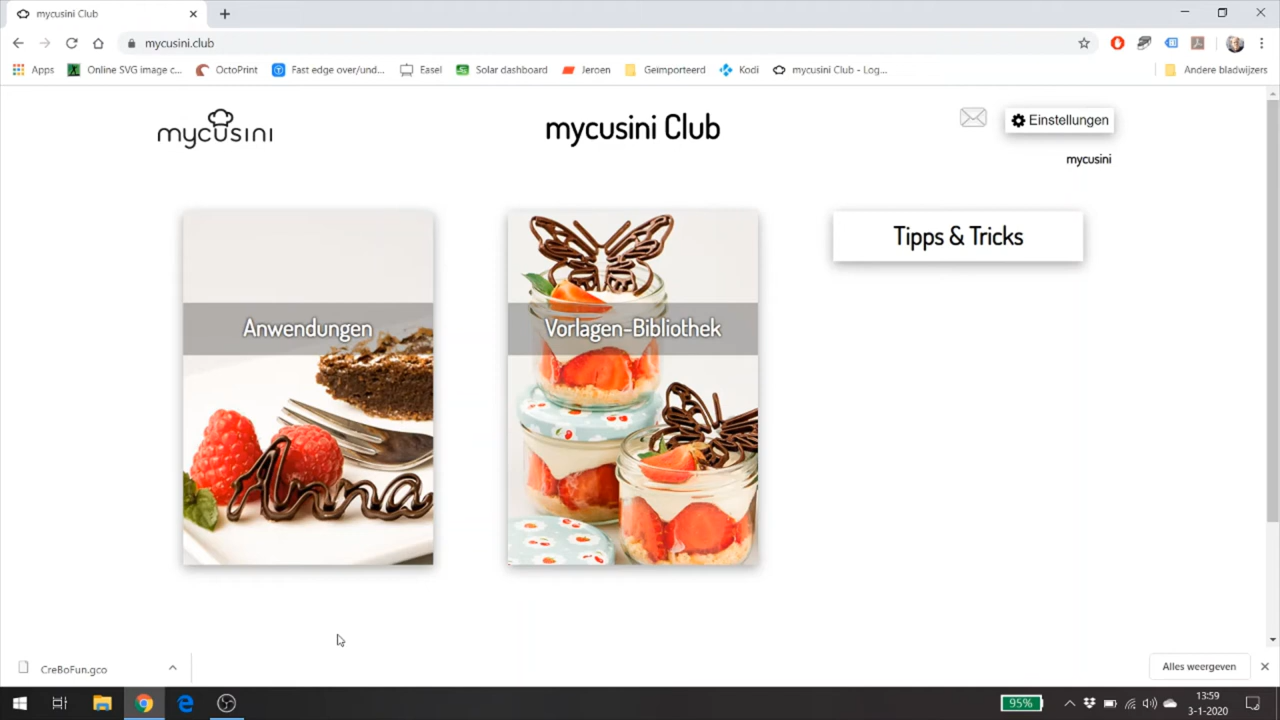 mycusini Club
mycusini.club
Apps
Online SVG image c...
OctoPrint
Fast edge over/und...
Easel
Solar dashboard
Jeroen
Geïmporteerd
Kodi
mycusini Club - Log...
Andere bladwijzers
mycusini
mycusini Club
Einstellungen
mycusini
Anwendungen
Vorlagen-Bibliothek
Tipps & Tricks
Anna
CreBoFun.gco
Alles weergeven
95%
13:59
3-1-2020